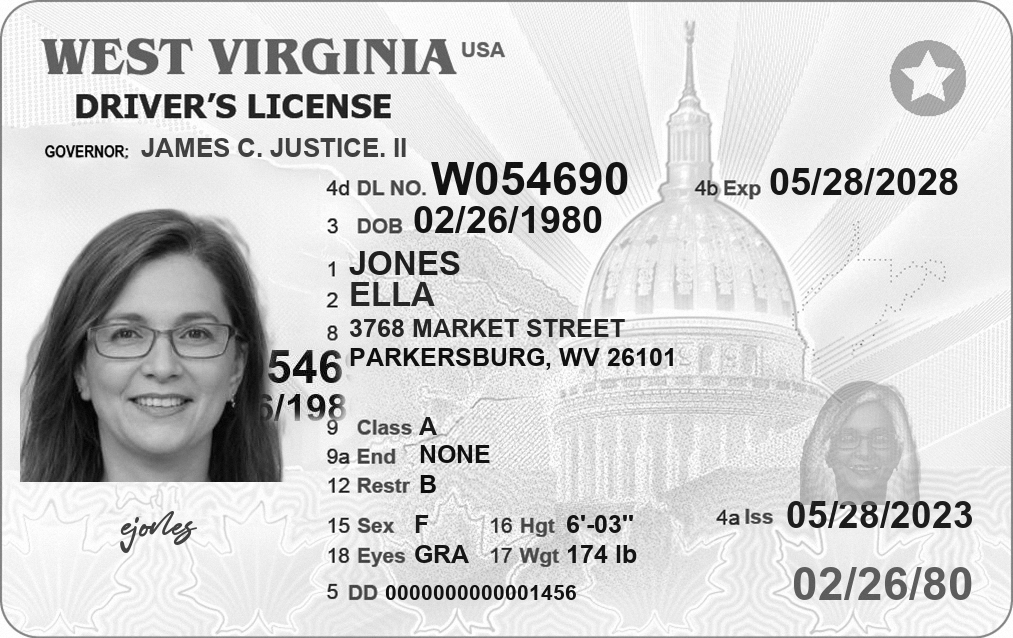 WEST VIRGINIA USA
DRIVER'S LICENSE
GOVERNOR: JAMES C. JUSTICE. II
4d DL NO. W054690 4b Exp 05/28/2028
3 DOB 02/26/1980
1 JONES
2 ELLA
8 3768 MARKET STREET
PARKERSBURG, WV 26101
546
6/198
9 Class A
9a End NONE
12 Restr B
15 Sex F 16 Hgt 6'-03"
4a Iss 05/28/2023
18 Eyes GRA 17 Wgt 174 lb
5 DD 0000000000001456
02/26/80
ejones